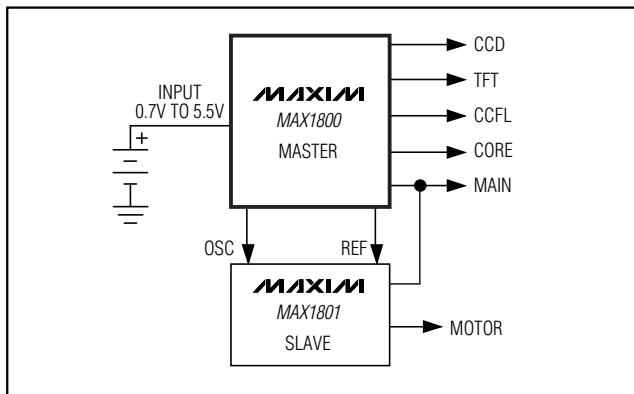 CCD
TFT
INPUT
0.7V TO 5.5V
+
MAXIM
MAX1800
MASTER
CCFL
CORE
MAIN
OSC
REF
MAXIM
MAX1801
SLAVE
MOTOR